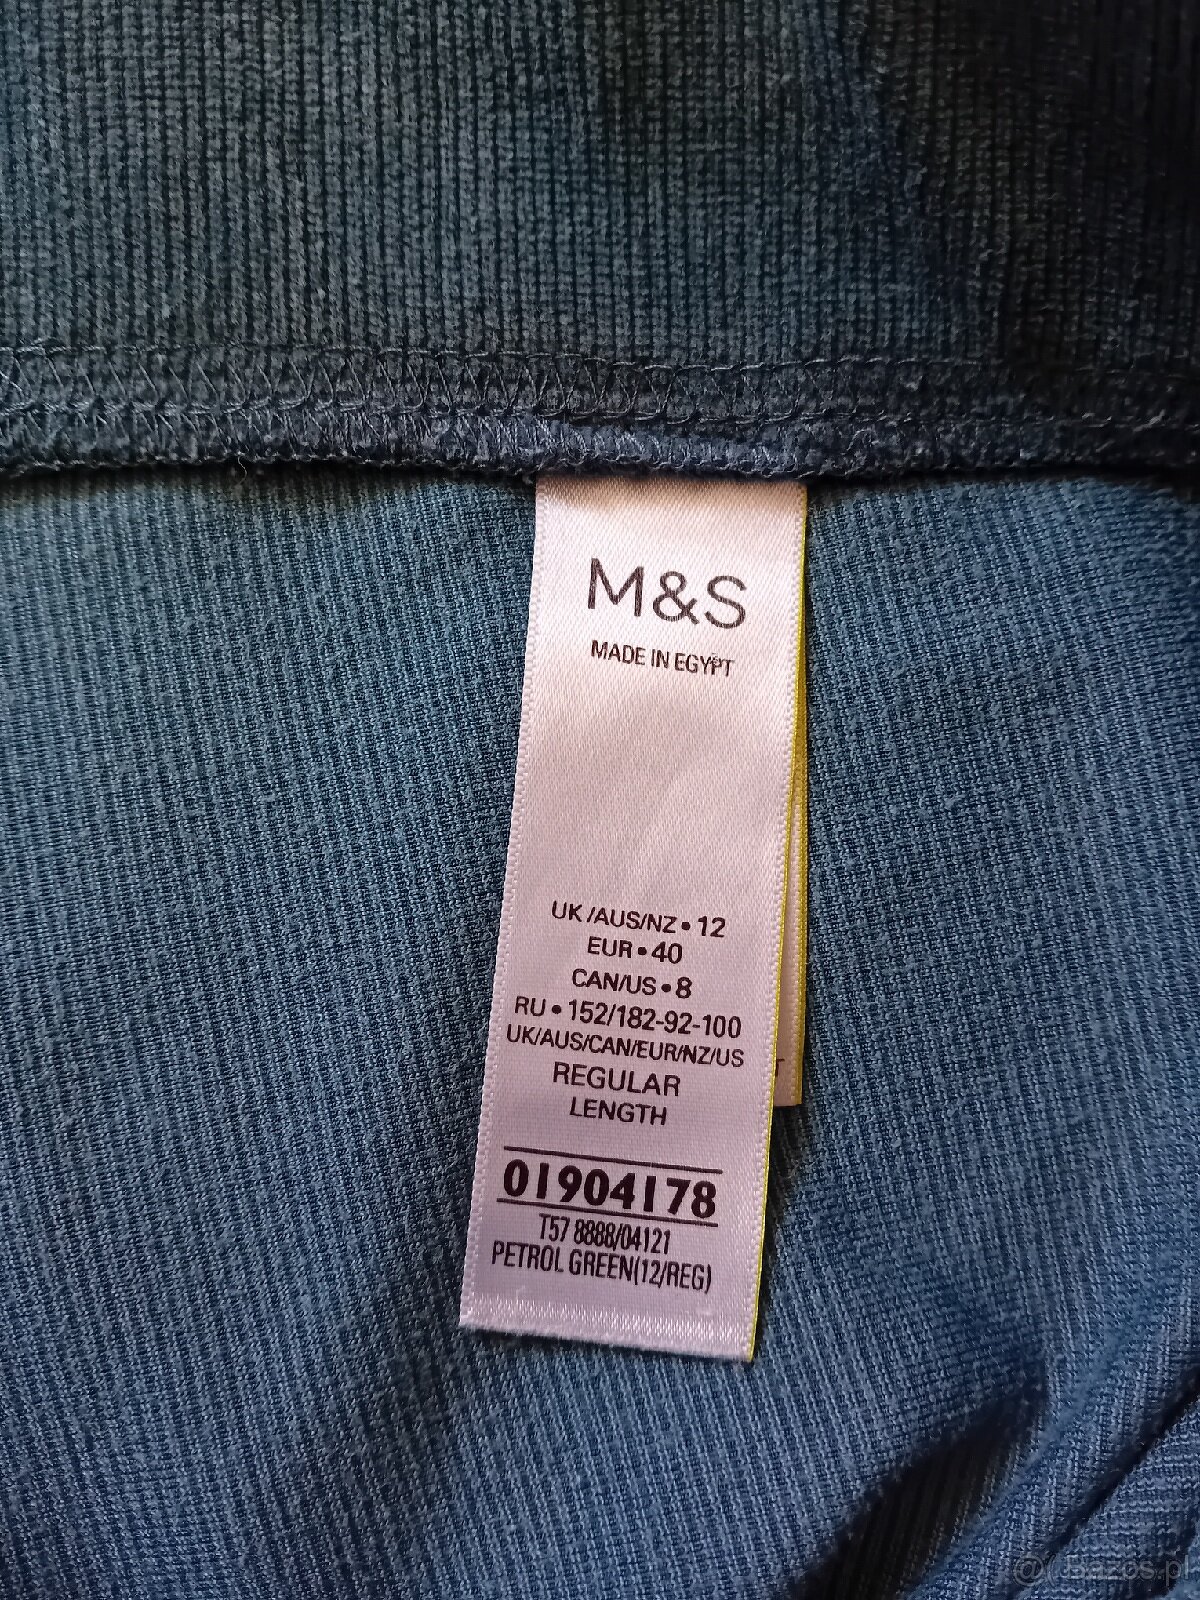 M&S
MADE IN EGYPT
UK/AUS/NZ • 12
EUR • 40
CAN/US • 8
RU • 152/182-92-100
UK/AUS/CAN/EUR/NZ/US
REGULAR
LENGTH
01904178
T57 8888/04121
PETROL GREEN(12/REG)